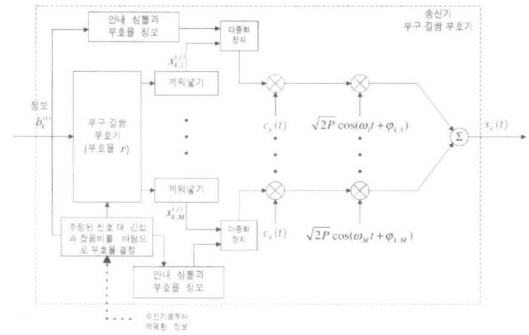 송신기
부구 길쌈 부호기
안내 심볼과
부호율 정보
다중화
장치
끼워넣기
정보
부구 길쌈
부호기
(부호율 r)
c_k(t)
√2P cos(ω_1 t + φ_{k,1})
Σ
s_k(t)
끼워넣기
추정된 신호 대 간섭
과 잡음비를 바탕으
로 부호율 결정
다중화
장치
c_k(t)
√2P cos(ω_M t + φ_{k,M})
안내 심볼과
부호율 정보
수신기로부터
정보